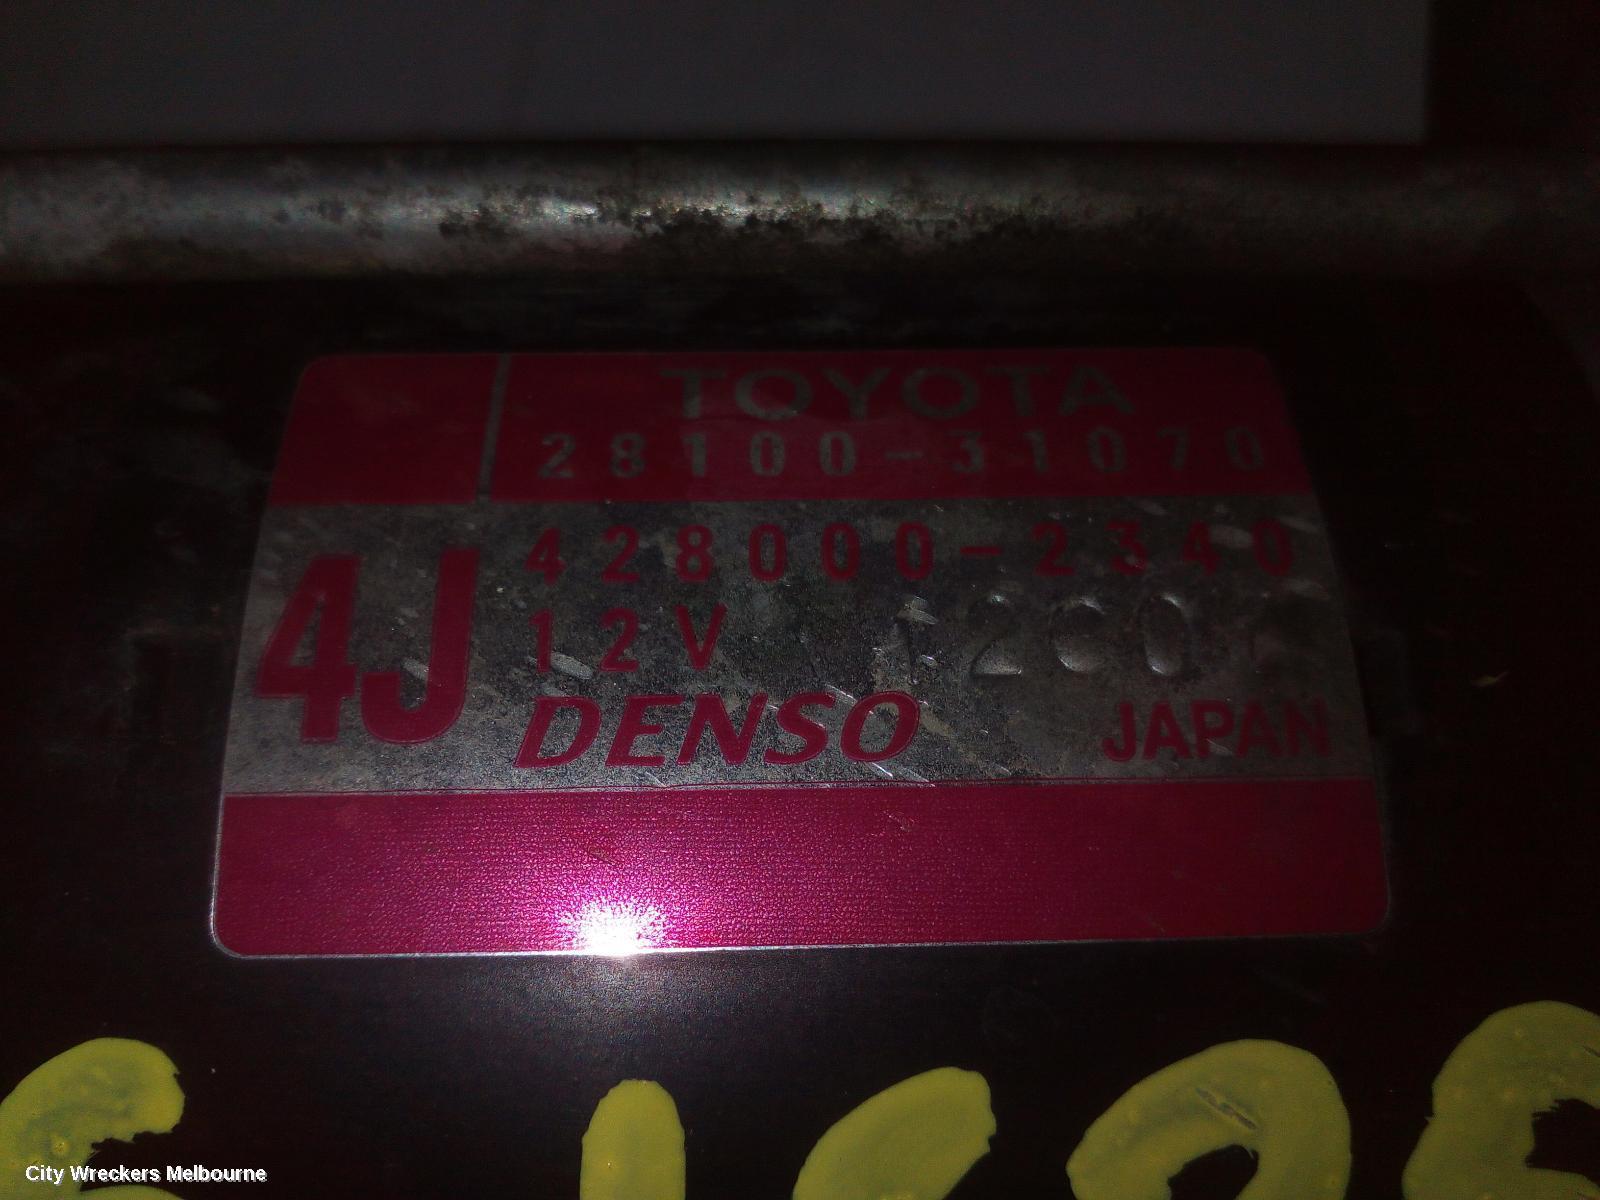 TOYOTA
28100-31070
4J
428000-2340
12V
DENSO
JAPAN
City Wreckers Melbourne